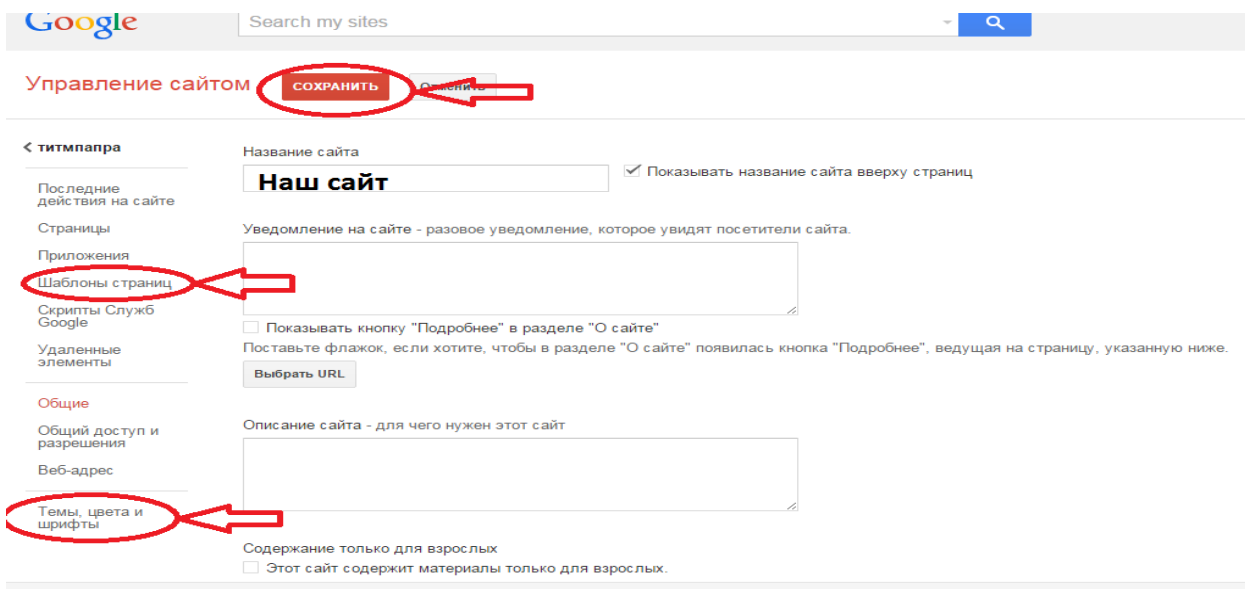 Google
Search my sites
Управление сайтом
СОХРАНИТЬ
Отменить
титмпапра
Название сайта
Наш сайт
Показывать название сайта вверху страниц
Последние
действия на сайте
Страницы
Уведомление на сайте - разовое уведомление, которое увидят посетители сайта.
Приложения
Шаблоны страниц
Скрипты Служб
Google
Показывать кнопку "Подробнее" в разделе "О сайте"
Удаленные
элементы
Поставьте флажок, если хотите, чтобы в разделе "О сайте" появилась кнопка "Подробнее", ведущая на страницу, указанную ниже.
Выбрать URL
Общие
Общий доступ и
разрешения
Описание сайта - для чего нужен этот сайт
Веб-адрес
Темы, цвета и
шрифты
Содержание только для взрослых
Этот сайт содержит материалы только для взрослых.